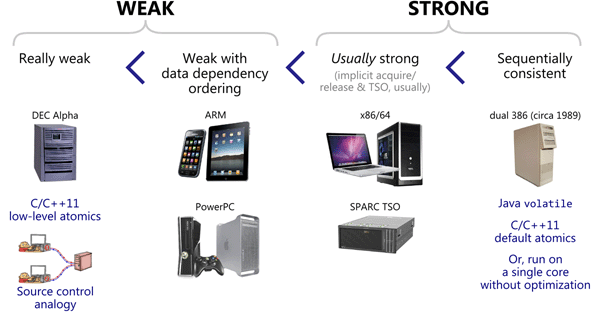 WEAK
STRONG
Really weak
Weak with
data dependency
ordering
Usually strong
(implicit acquire/
release & TSO, usually)
Sequentially
consistent
DEC Alpha
ARM
x86/64
dual 386 (circa 1989)
C/C++11
low-level atomics
PowerPC
SPARC TSO
Java volatile
C/C++11
default atomics
Or, run on
a single core
without optimization
Source control
analogy